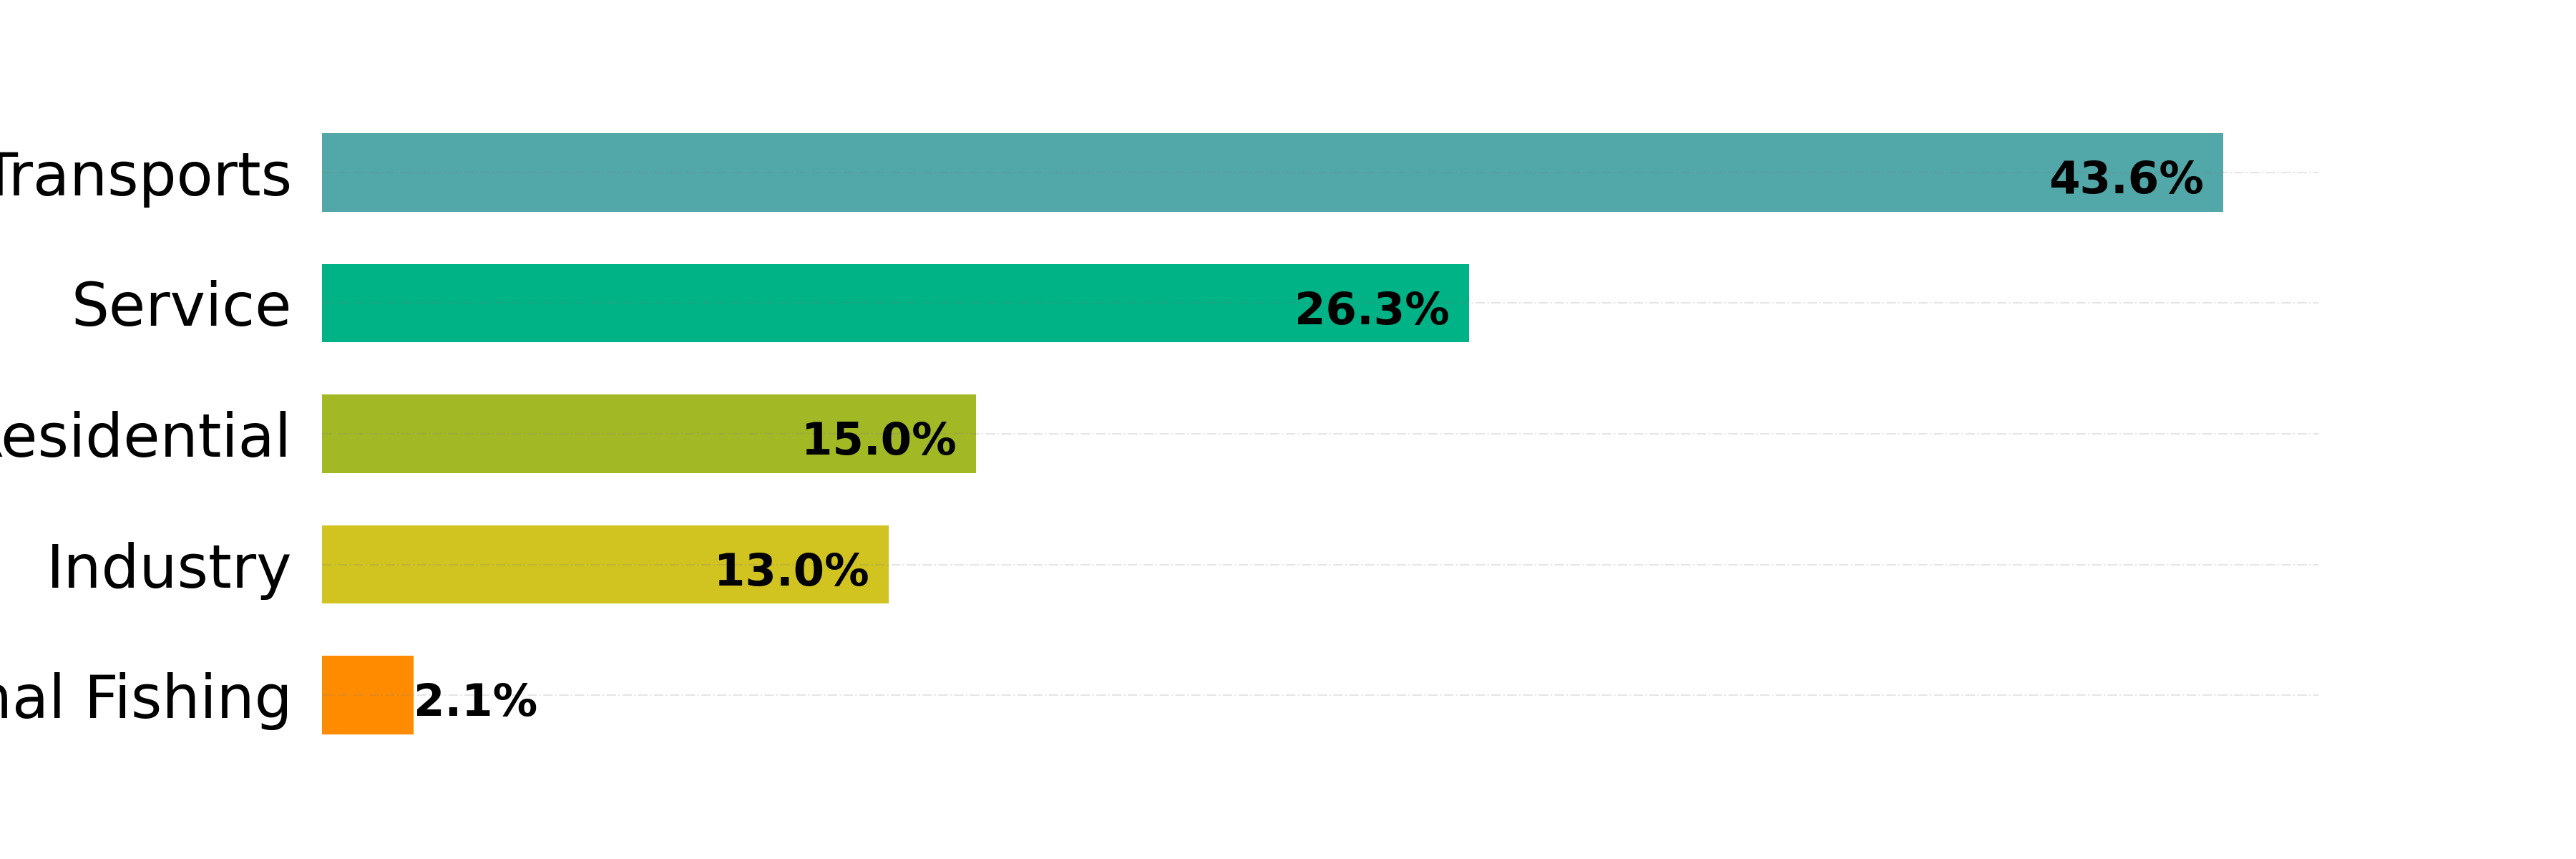 Transports 43.6%
Service 26.3%
esidential 15.0%
Industry 13.0%
nal Fishing 2.1%